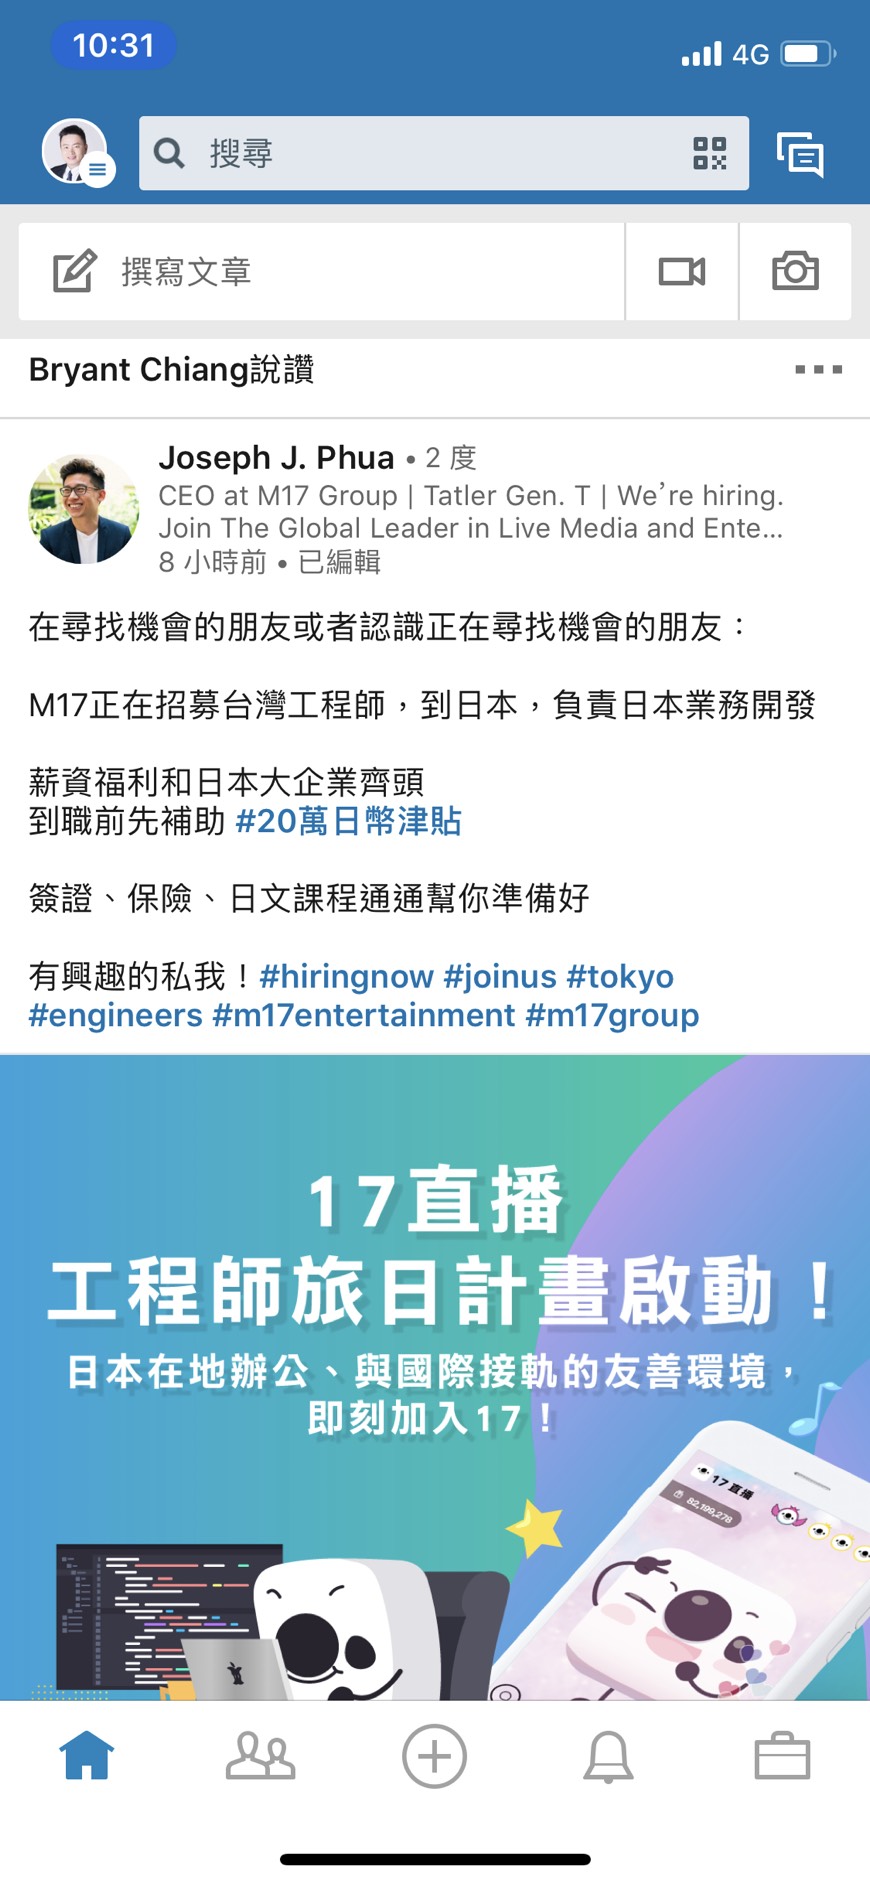 10:31
4G
搜尋
撰寫文章
Bryant Chiang說讚
Joseph J. Phua • 2 度
CEO at M17 Group | Tatler Gen. T | We’re hiring.
Join The Global Leader in Live Media and Ente...
8 小時前 • 已編輯
在尋找機會的朋友或者認識正在尋找機會的朋友：
M17正在招募台灣工程師，到日本，負責日本業務開發
薪資福利和日本大企業齊頭
到職前先補助 #20萬日幣津貼
簽證、保險、日文課程通通幫你準備好
有興趣的私我！#hiringnow #joinus #tokyo
#engineers #m17entertainment #m17group
17直播
工程師旅日計畫啟動！
日本在地辦公、與國際接軌的友善環境，
即刻加入17！
17 直播
82,199,278